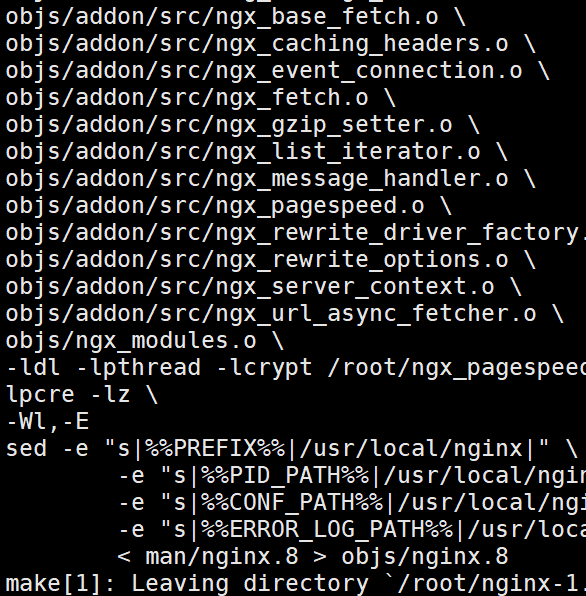 objs/addon/src/ngx_base_fetch.o \
objs/addon/src/ngx_caching_headers.o \
objs/addon/src/ngx_event_connection.o \
objs/addon/src/ngx_fetch.o \
objs/addon/src/ngx_gzip_setter.o \
objs/addon/src/ngx_list_iterator.o \
objs/addon/src/ngx_message_handler.o \
objs/addon/src/ngx_pagespeed.o \
objs/addon/src/ngx_rewrite_driver_factory.
objs/addon/src/ngx_rewrite_options.o \
objs/addon/src/ngx_server_context.o \
objs/addon/src/ngx_url_async_fetcher.o \
objs/ngx_modules.o \
-ldl -lpthread -lcrypt /root/ngx_pagespeed
lpcre -lz \
-Wl,-E
sed -e "s|%%PREFIX%%|/usr/local/nginx|" \
-e "s|%%PID_PATH%%|/usr/local/ngin
-e "s|%%CONF_PATH%%|/usr/local/ngi
-e "s|%%ERROR_LOG_PATH%%|/usr/loca
< man/nginx.8 > objs/nginx.8
make[1]: Leaving directory `/root/nginx-1.